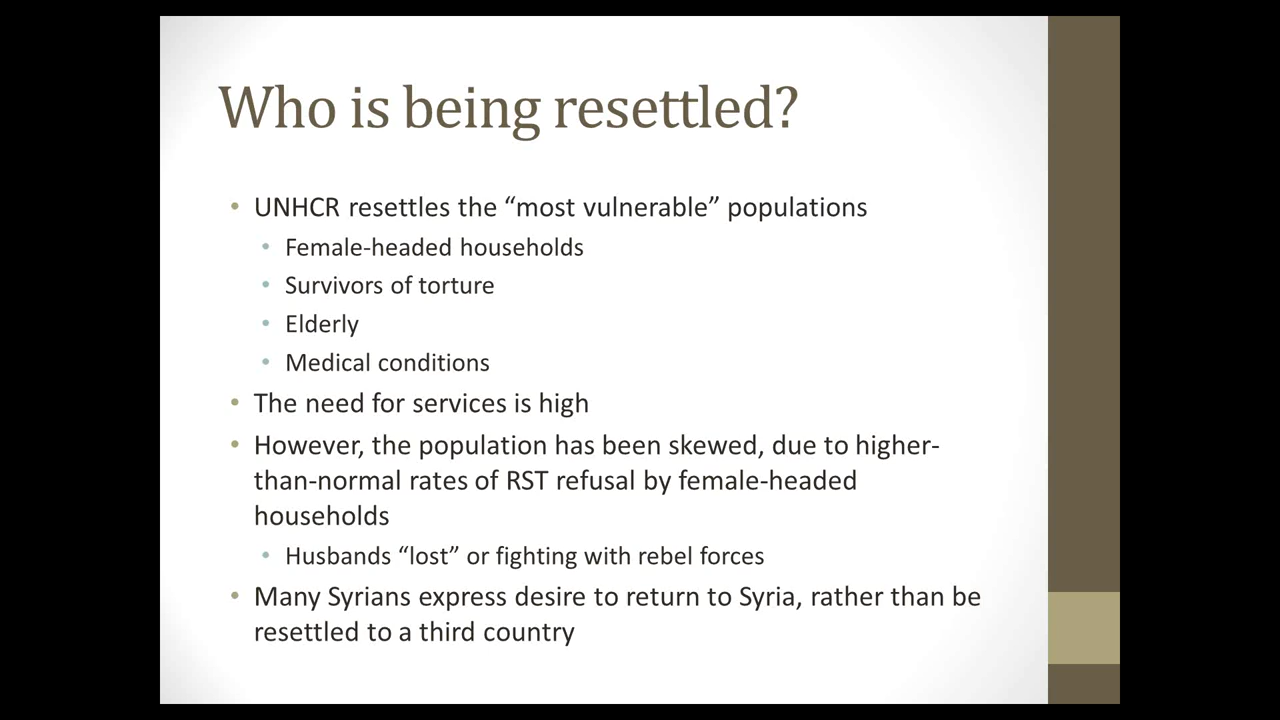 Who is being resettled?
• UNHCR resettles the “most vulnerable” populations
• Female-headed households
• Survivors of torture
• Elderly
• Medical conditions
• The need for services is high
• However, the population has been skewed, due to higher-
than-normal rates of RST refusal by female-headed
households
• Husbands “lost” or fighting with rebel forces
• Many Syrians express desire to return to Syria, rather than be
resettled to a third country